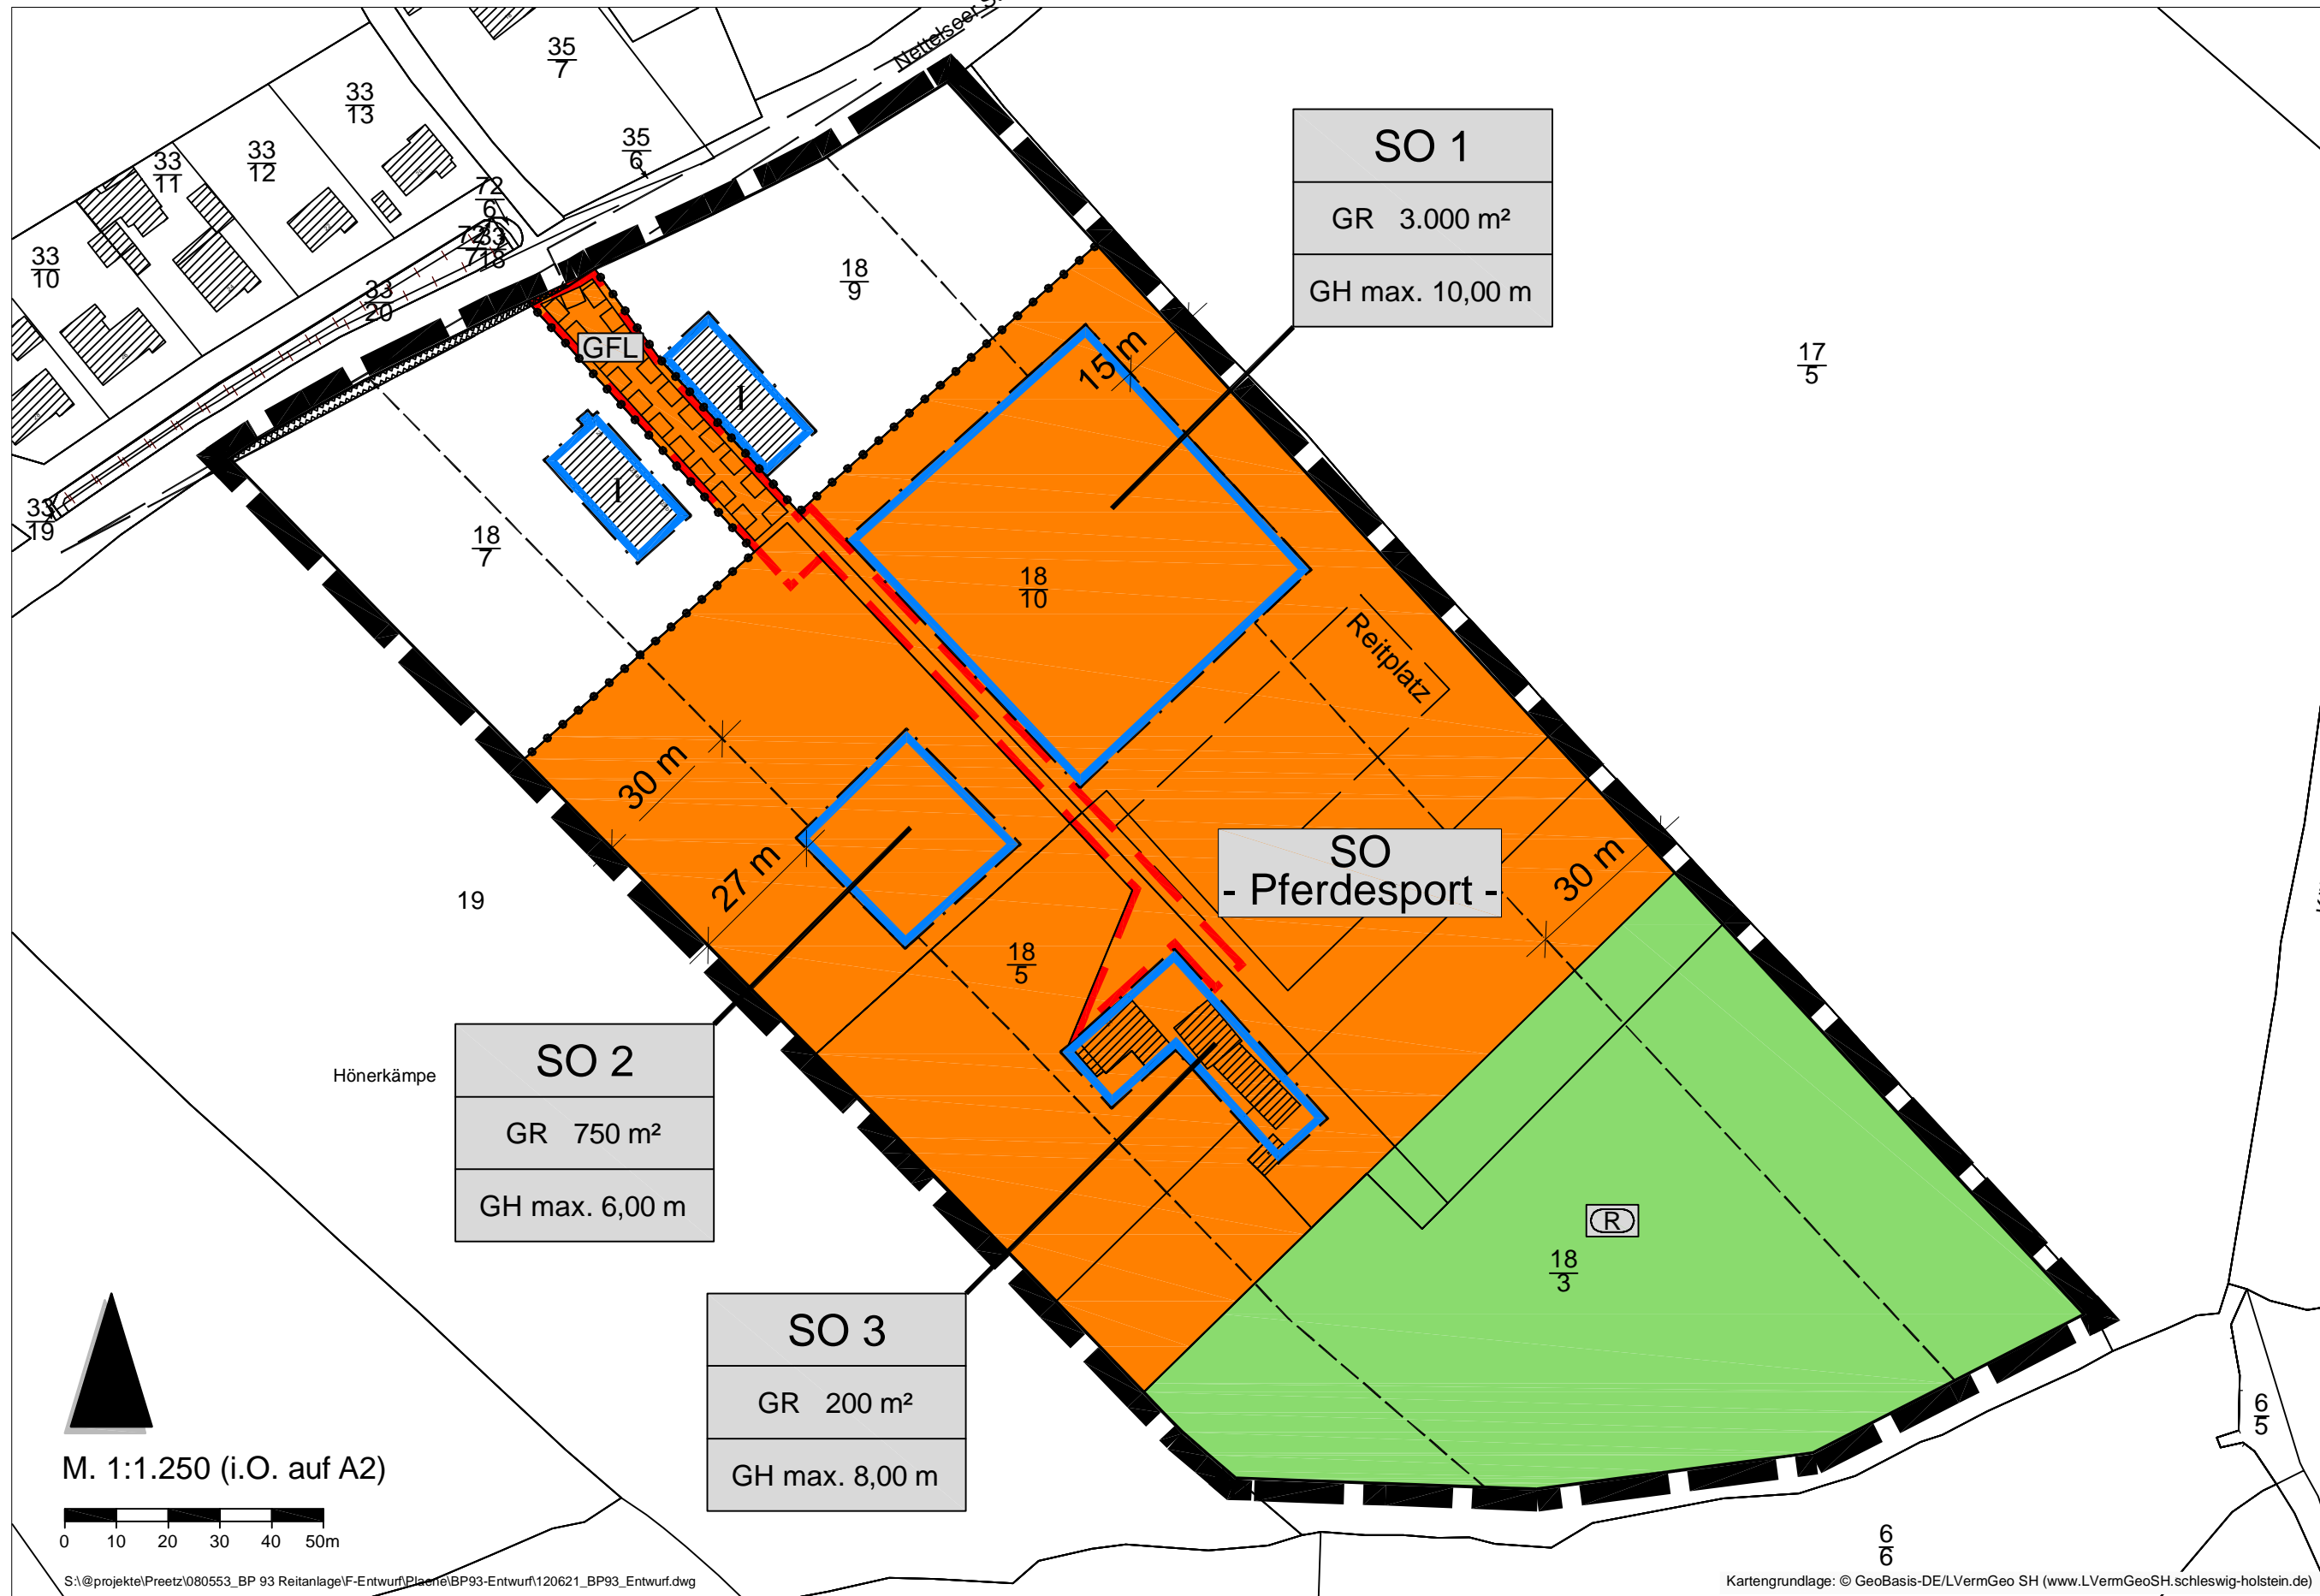 Nettelseer
35
7
33
13
35
6
33
11
33
12
72
6
33
18
33
10
33
20
18
9
SO 1
GR 3.000 m²
GH max. 10,00 m
GFL
15 m
17
5
I
I
33
19
18
7
18
10
Reitplatz
30 m
27 m
SO
- Pferdesport -
30 m
19
18
5
Hönerkämpe
SO 2
GR 750 m²
GH max. 6,00 m
R
18
3
SO 3
GR 200 m²
GH max. 8,00 m
6
5
M. 1:1.250 (i.O. auf A2)
0 10 20 30 40 50m
6
6
S:\@projekte\Preetz\080553_BP 93 Reitanlage\F-Entwurf\Plaene\BP93-Entwurf\120621_BP93_Entwurf.dwg
Kartengrundlage: © GeoBasis-DE/LVermGeo SH (www.LVermGeoSH.schleswig-holstein.de)